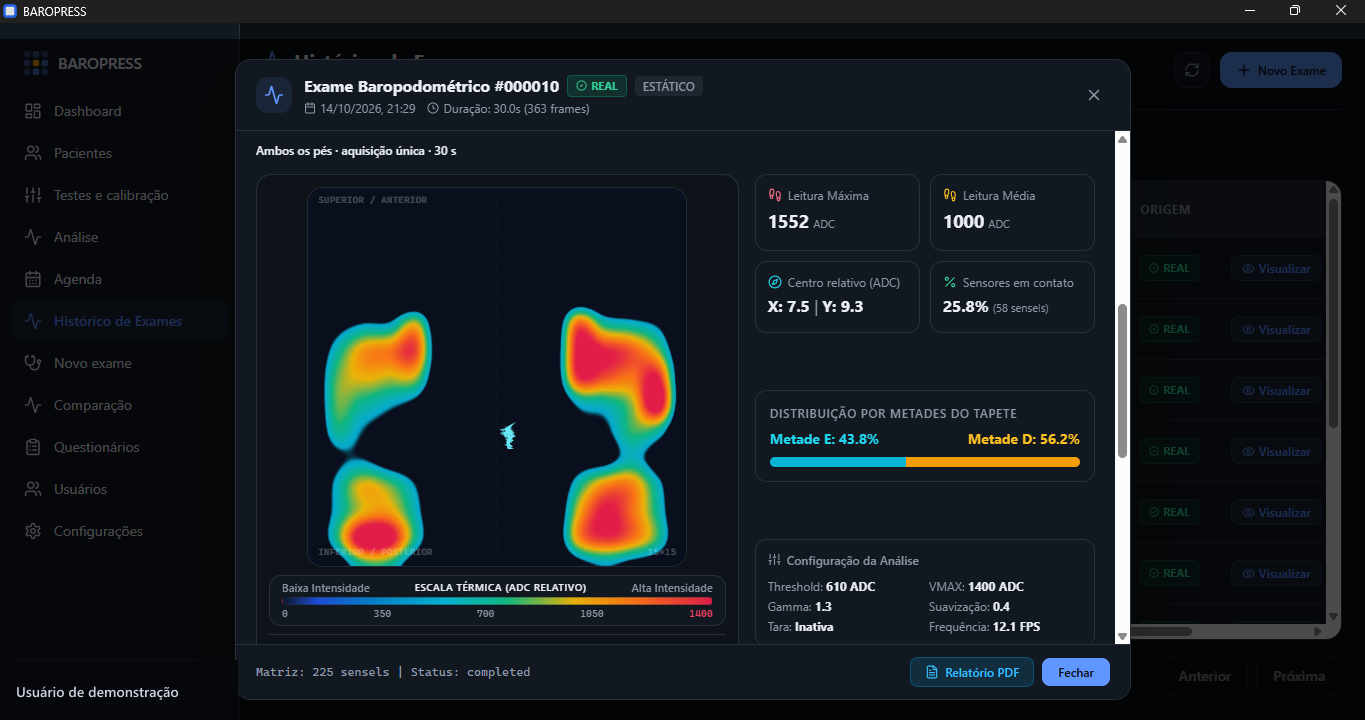 BAROPRESS
BAROPRESS
Dashboard
Pacientes
Testes e calibração
Análise
Agenda
Histórico de Exames
Novo exame
Comparação
Questionários
Usuários
Configurações
Usuário de demonstração
Novo Exame
Exame Baropodométrico #000010
REAL
ESTÁTICO
14/10/2026, 21:29
Duração: 30.0s (363 frames)
Ambos os pés · aquisição única · 30 s
SUPERIOR / ANTERIOR
INFERIOR / POSTERIOR
15×15
Baixa Intensidade
ESCALA TÉRMICA (ADC RELATIVO)
Alta Intensidade
0
350
700
1050
1400
Leitura Máxima
1552 ADC
Leitura Média
1000 ADC
Centro relativo (ADC)
X: 7.5 | Y: 9.3
Sensores em contato
25.8% (58 sensels)
DISTRIBUIÇÃO POR METADES DO TAPETE
Metade E: 43.8%
Metade D: 56.2%
Configuração da Análise
Threshold: 610 ADC
VMAX: 1400 ADC
Gamma: 1.3
Suavização: 0.4
Tara: Inativa
Frequência: 12.1 FPS
Matriz: 225 sensels | Status: completed
Relatório PDF
Fechar
ORIGEM
REAL
Visualizar
REAL
Visualizar
REAL
Visualizar
REAL
Visualizar
REAL
Visualizar
REAL
Visualizar
Anterior
Próxima